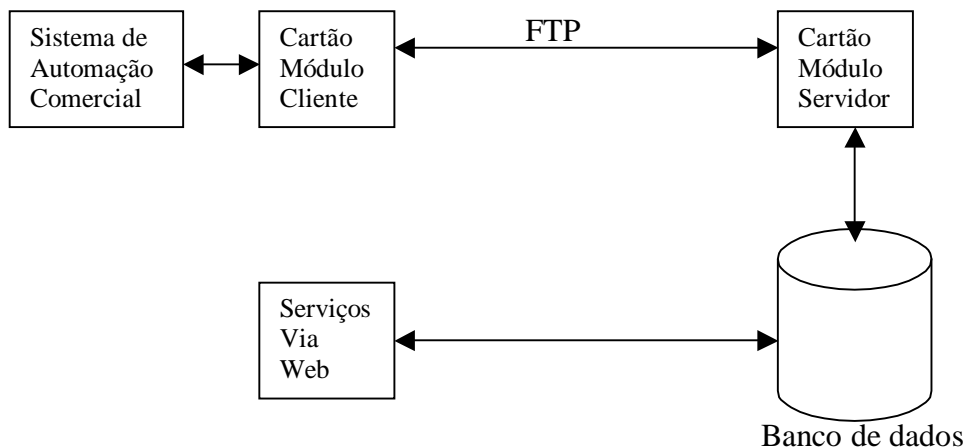 Sistema de
Automação
Comercial
Cartão
Módulo
Cliente
FTP
Cartão
Módulo
Servidor
Serviços
Via
Web
Banco de dados